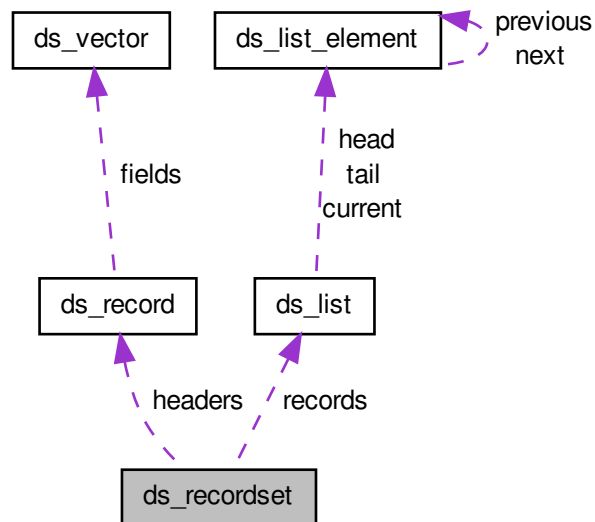 ds_vector
ds_list_element
previous
next
fields
head
tail
current
ds_record
ds_list
headers
records
ds_recordset